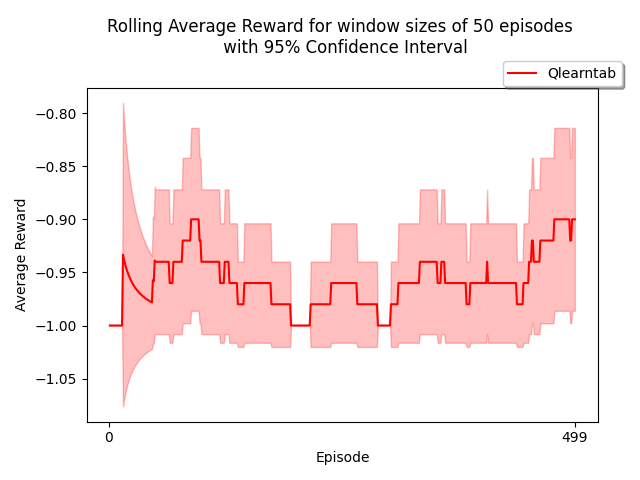 Rolling Average Reward for window sizes of 50 episodes
with 95% Confidence Interval
Qlearntab
−0.80
−0.85
−0.90
−0.95
−1.00
−1.05
Average Reward
0
499
Episode